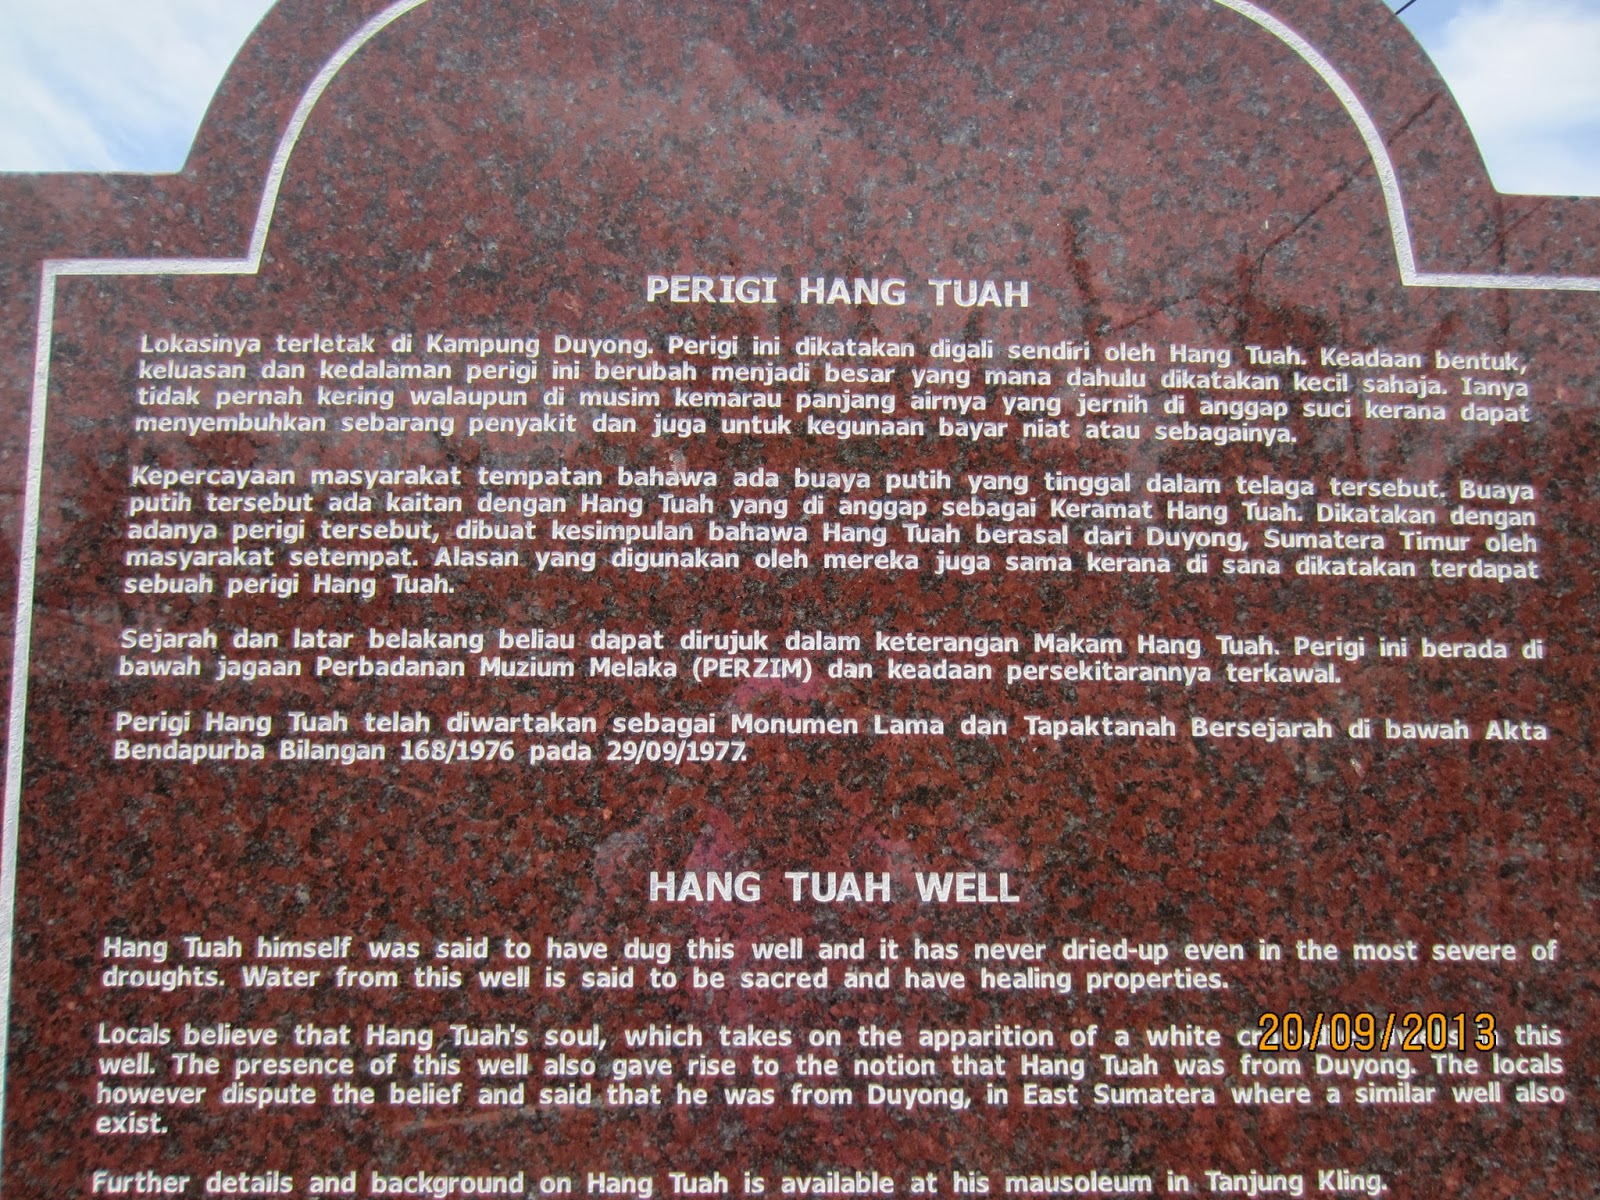 PERIGI HANG TUAH
Lokasinya terletak di Kampung Duyong. Perigi ini dikatakan digali sendiri oleh Hang Tuah. Keadaan bentuk,
keluasan dan kedalaman perigi ini berubah menjadi besar yang mana dahulu dikatakan kecil sahaja. Ianya
tidak pernah kering walaupun di musim kemarau panjang airnya yang jernih di anggap suci kerana dapat
menyembuhkan sebarang penyakit dan juga untuk kegunaan bayar niat atau sebagainya.
Kepercayaan masyarakat tempatan bahawa ada buaya putih yang tinggal dalam telaga tersebut. Buaya
putih tersebut ada kaitan dengan Hang Tuah yang di anggap sebagai Keramat Hang Tuah. Dikatakan dengan
adanya perigi tersebut, dibuat kesimpulan bahawa Hang Tuah berasal dari Duyong, Sumatera Timur oleh
masyarakat setempat. Alasan yang digunakan oleh mereka juga sama kerana di sana dikatakan terdapat
sebuah perigi Hang Tuah.
Sejarah dan latar belakang beliau dapat dirujuk dalam keterangan Makam Hang Tuah. Perigi ini berada di
bawah jagaan Perbadanan Muzium Melaka (PERZIM) dan keadaan persekitarannya terkawal.
Perigi Hang Tuah telah diwartakan sebagai Monumen Lama dan Tapaktanah Bersejarah di bawah Akta
Bendapurba Bilangan 168/1976 pada 29/09/1977.
HANG TUAH WELL
Hang Tuah himself was said to have dug this well and it has never dried-up even in the most severe of
droughts. Water from this well is said to be sacred and have healing properties.
Locals believe that Hang Tuah's soul, which takes on the apparition of a white this
well. The presence of this well also gave rise to the notion that Hang Tuah was from Duyong. The locals
however dispute the belief and said that he was from Duyong, in East Sumatera where a similar well also
exist.
Further details and background on Hang Tuah is available at his mausoleum in Tanjung Kling.
20/09/2013